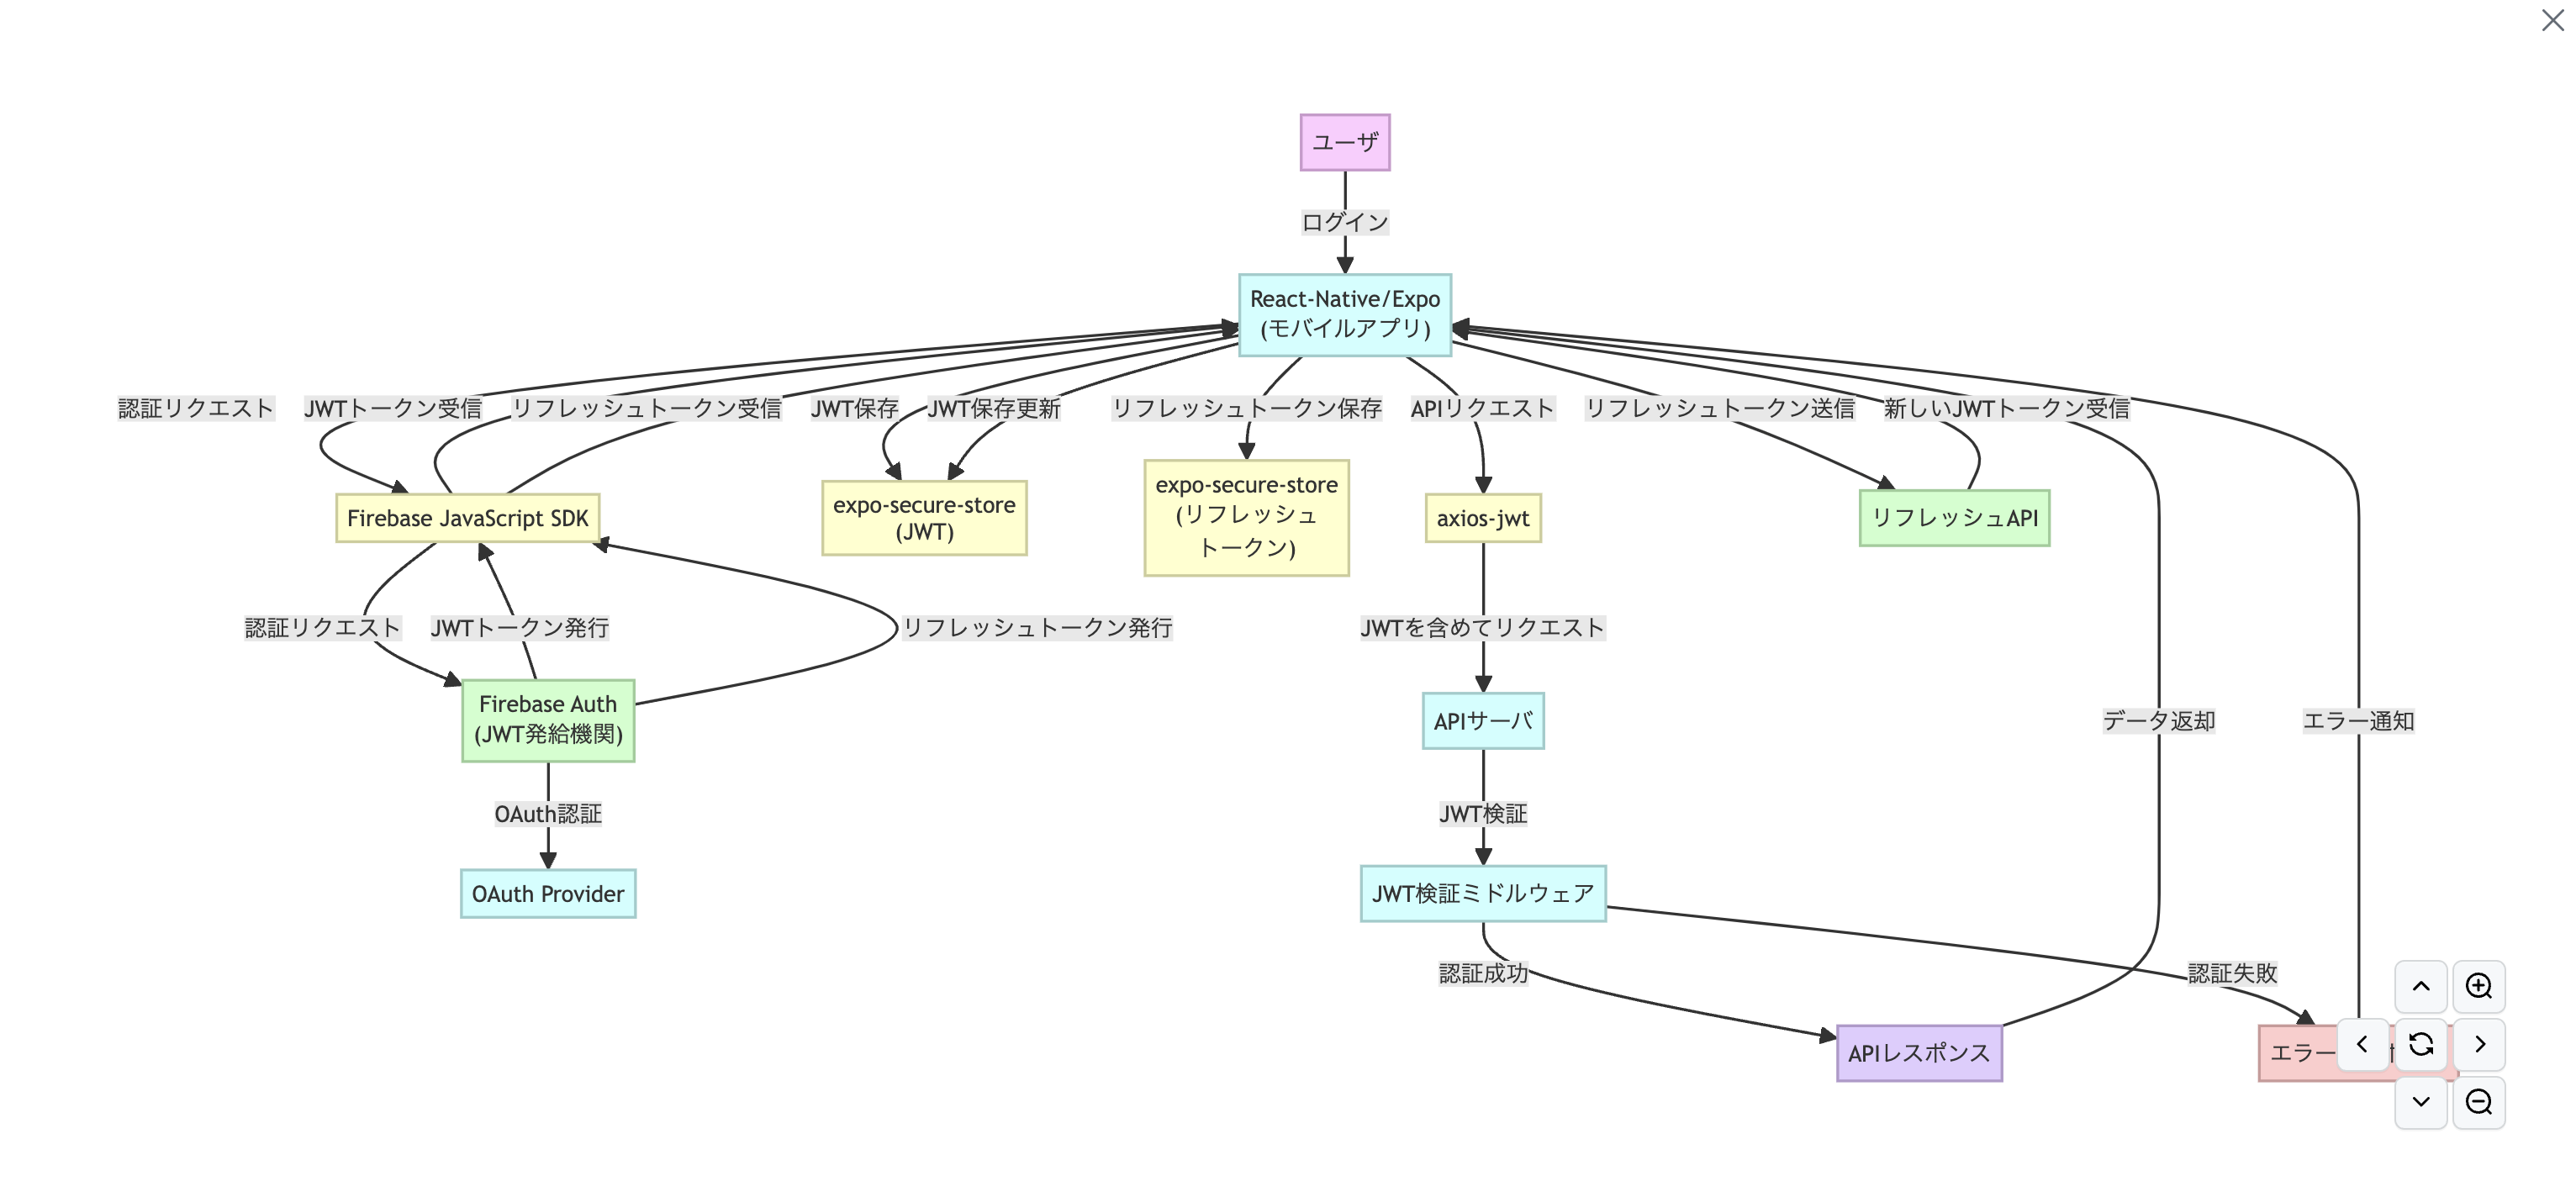 ユーザ
ログイン
React-Native/Expo
(モバイルアプリ)
認証リクエスト
JWTトークン受信
リフレッシュトークン受信
JWT保存
JWT保存更新
リフレッシュトークン保存
APIリクエスト
リフレッシュトークン送信
新しいJWTトークン受信
Firebase JavaScript SDK
expo-secure-store
(JWT)
expo-secure-store
(リフレッシュ
トークン)
axios-jwt
リフレッシュAPI
認証リクエスト
JWTトークン発行
リフレッシュトークン発行
JWTを含めてリクエスト
Firebase Auth
(JWT発給機関)
APIサーバ
データ返却
エラー通知
OAuth認証
JWT検証
OAuth Provider
JWT検証ミドルウェア
認証成功
認証失敗
APIレスポンス
エラー